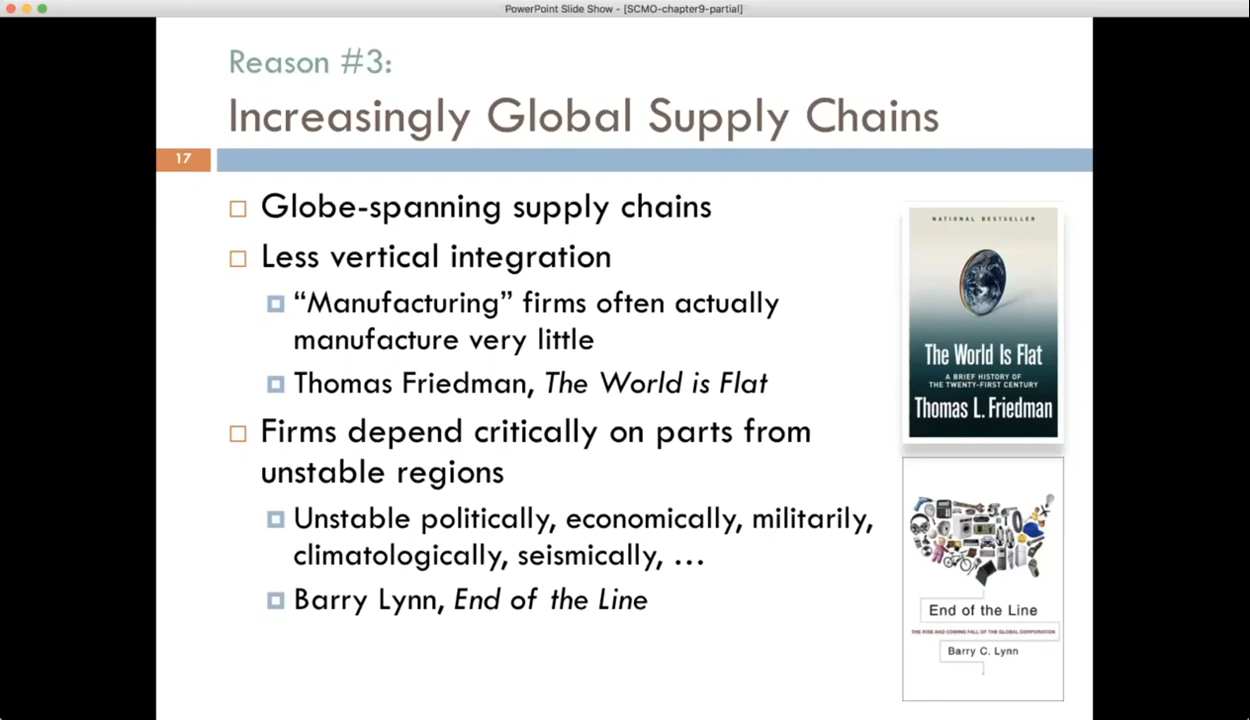 PowerPoint Slide Show - [SCMO-chapter9-partial]
Reason #3:
Increasingly Global Supply Chains
17
Globe-spanning supply chains
Less vertical integration
“Manufacturing” firms often actually
manufacture very little
Thomas Friedman, The World is Flat
Firms depend critically on parts from
unstable regions
Unstable politically, economically, militarily,
climatologically, seismically, …
Barry Lynn, End of the Line
NATIONAL BESTSELLER
The World Is Flat
A BRIEF HISTORY OF
THE TWENTY-FIRST CENTURY
Thomas L. Friedman
End of the Line
THE RISE AND COMING FALL OF THE GLOBAL CORPORATION
Barry C. Lynn